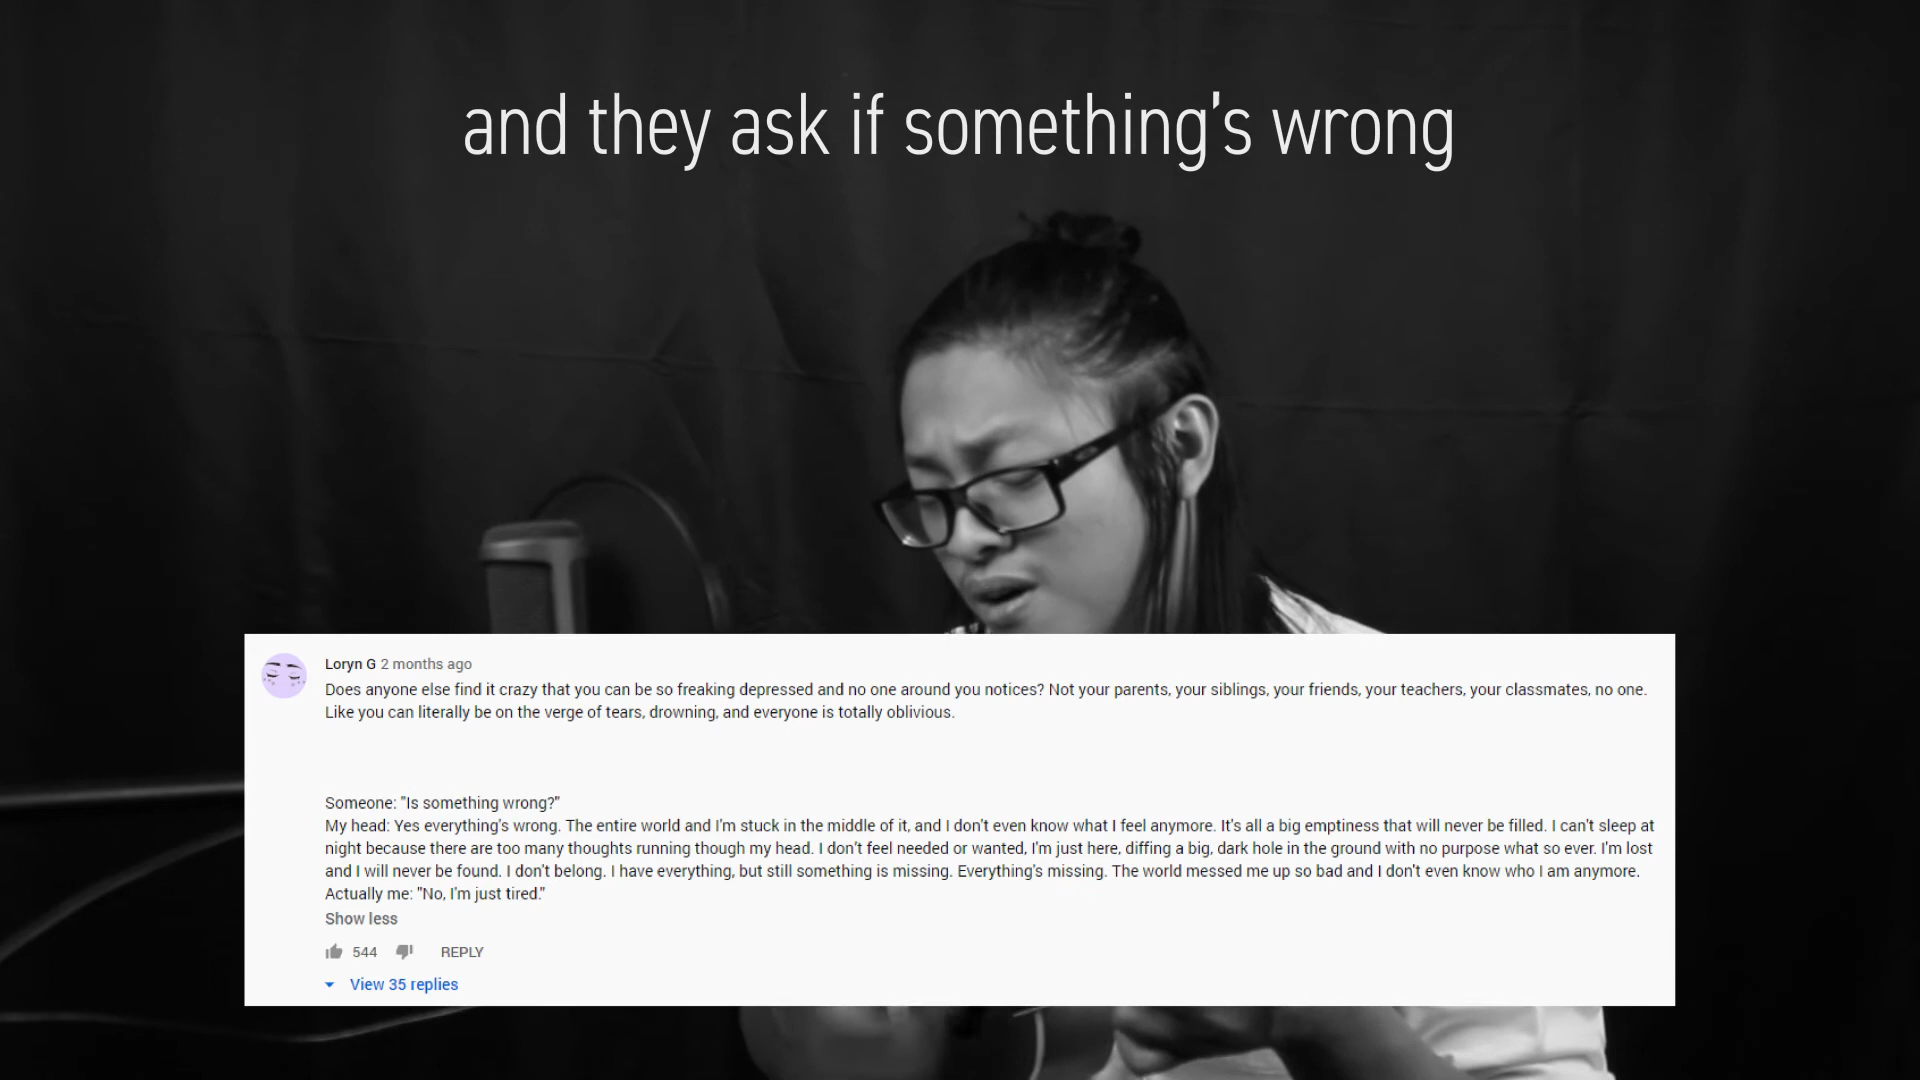 and they ask if something’s wrong
Loryn G 2 months ago
Does anyone else find it crazy that you can be so freaking depressed and no one around you notices? Not your parents, your siblings, your friends, your teachers, your classmates, no one.
Like you can literally be on the verge of tears, drowning, and everyone is totally oblivious.
Someone: "Is something wrong?"
My head: Yes everything's wrong. The entire world and I'm stuck in the middle of it, and I don't even know what I feel anymore. It's all a big emptiness that will never be filled. I can't sleep at
night because there are too many thoughts running though my head. I don't feel needed or wanted, I'm just here, diffing a big, dark hole in the ground with no purpose what so ever. I'm lost
and I will never be found. I don't belong. I have everything, but still something is missing. Everything's missing. The world messed me up so bad and I don't even know who I am anymore.
Actually me: "No, I'm just tired."
Show less
544 REPLY
View 35 replies